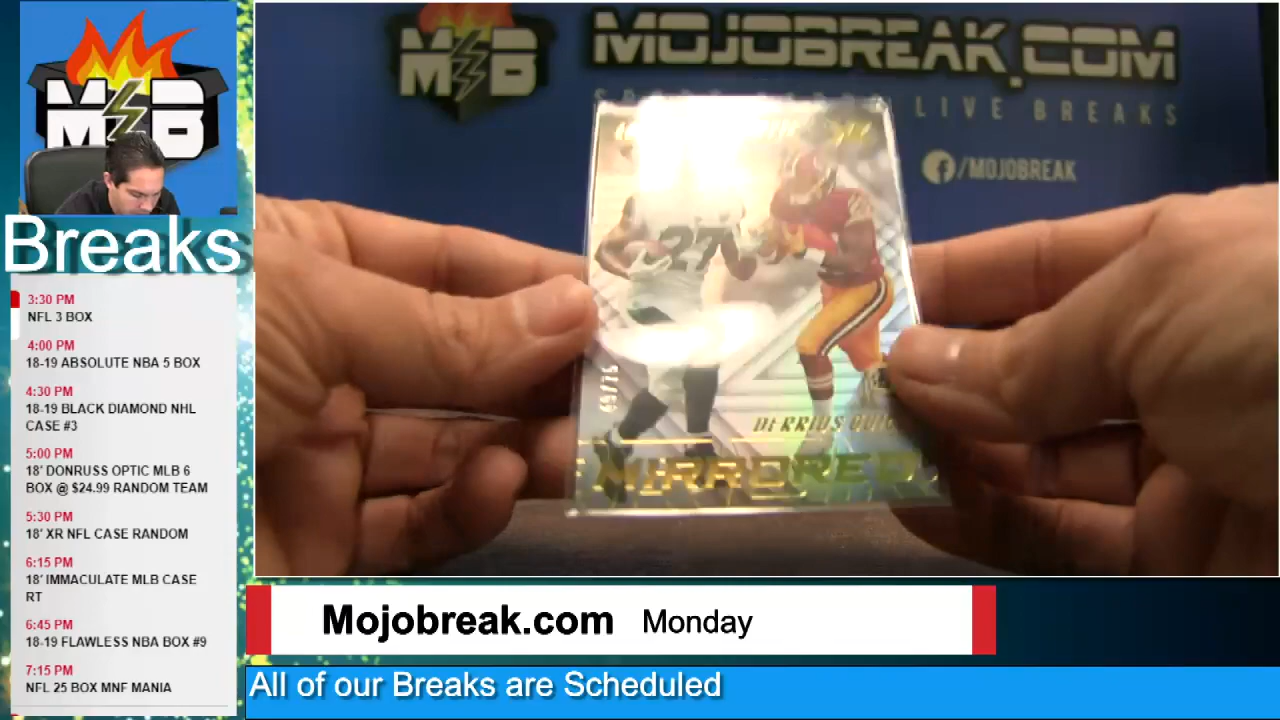 M B
Breaks
3:30 PM
NFL 3 BOX
4:00 PM
18-19 ABSOLUTE NBA 5 BOX
4:30 PM
18-19 BLACK DIAMOND NHL
CASE #3
5:00 PM
18' DONRUSS OPTIC MLB 6
BOX @ $24.99 RANDOM TEAM
5:30 PM
18' XR NFL CASE RANDOM
6:15 PM
18' IMMACULATE MLB CASE
RT
6:45 PM
18-19 FLAWLESS NBA BOX #9
7:15 PM
NFL 25 BOX MNF MANIA
M B
MOJOBREAK.COM
LIVE BREAKS
/MOJOBREAK
27
MIRRORED
Mojobreak.com Monday
All of our Breaks are Scheduled